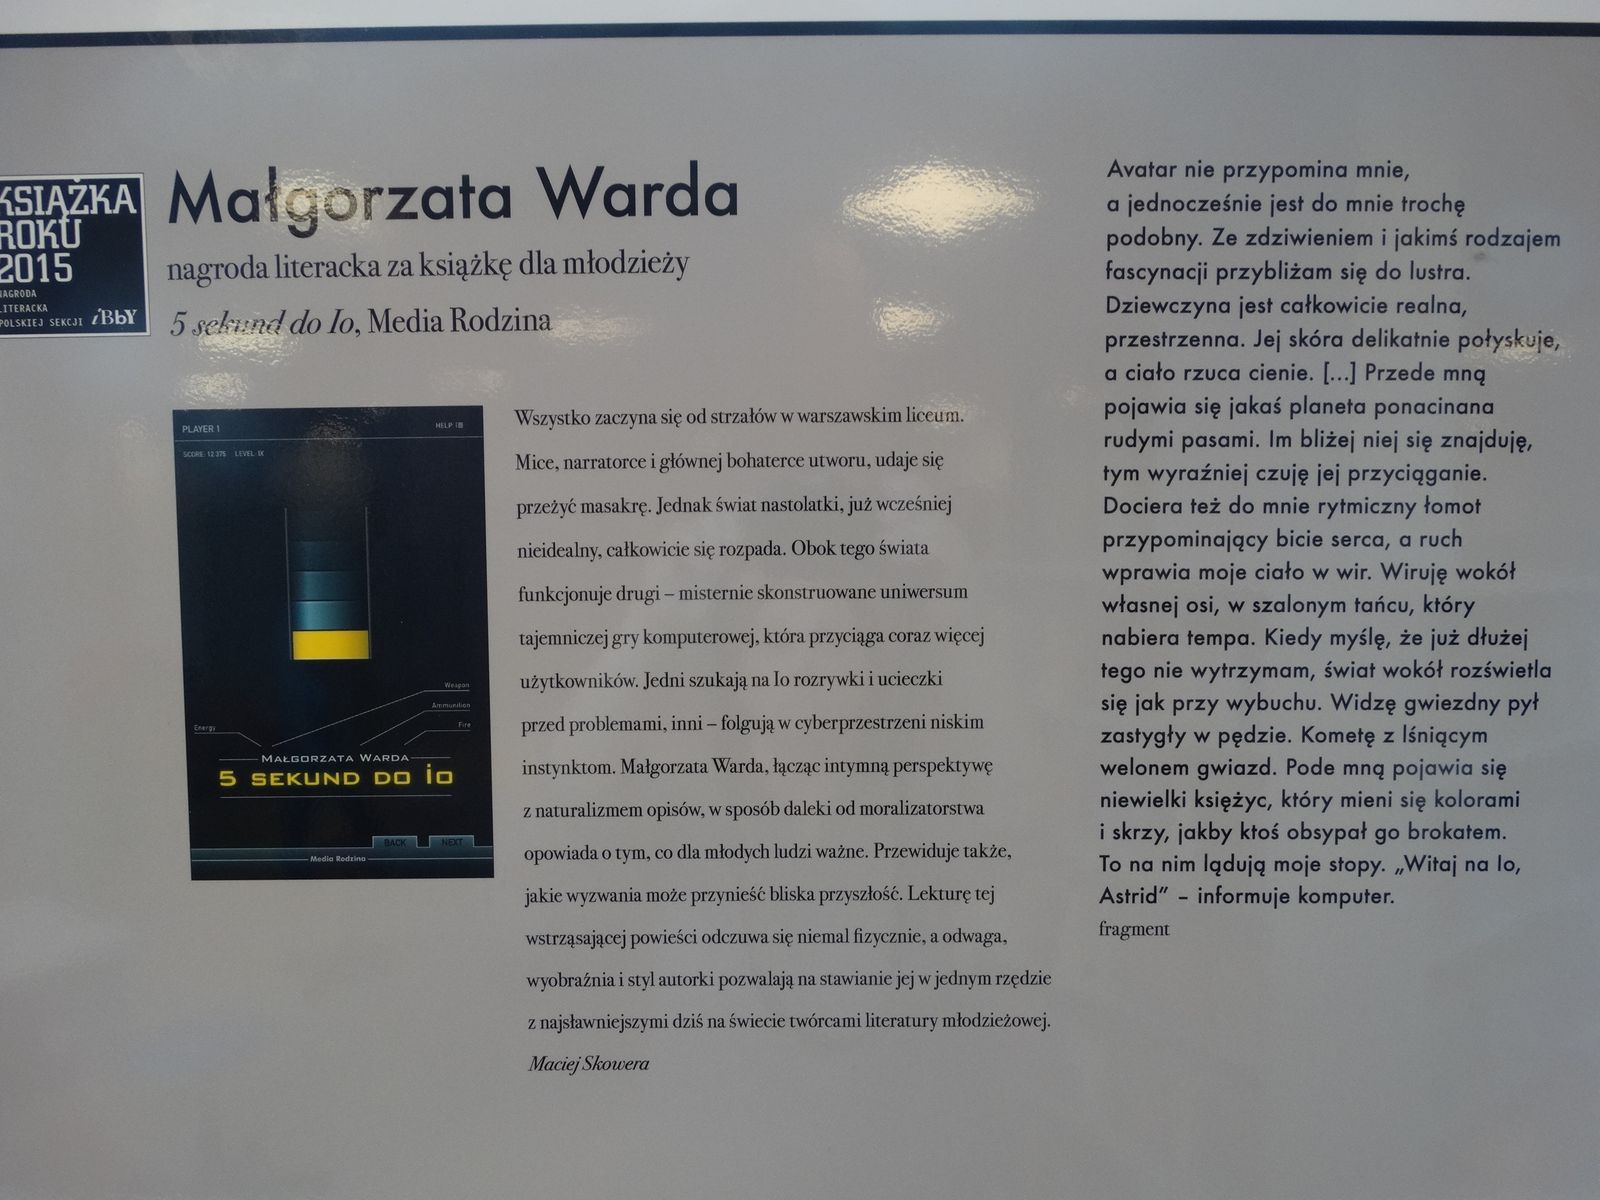 KSIĄŻKA
ROKU
2015
NAGRODA
LITERACKA
POLSKIEJ SEKCJI iBbY
Małgorzata Warda
nagroda literacka za książkę dla młodzieży
5 sekund do Io, Media Rodzina
PLAYER 1
HELP
SCORE: 12 375 LEVEL: IX
Weapon
Ammunition
Fire
Energy
MAŁGORZATA WARDA
5 SEKUND DO io
BACK NEXT
Media Rodzina
Wszystko zaczyna się od strzałów w warszawskim liceum.
Mice, narratorce i głównej bohaterce utworu, udaje się
przeżyć masakrę. Jednak świat nastolatki, już wcześniej
nieidealny, całkowicie się rozpada. Obok tego świata
funkcjonuje drugi – misternie skonstruowane uniwersum
tajemniczej gry komputerowej, która przyciąga coraz więcej
użytkowników. Jedni szukają na Io rozrywki i ucieczki
przed problemami, inni – folgują w cyberprzestrzeni niskim
instynktom. Małgorzata Warda, łącząc intymną perspektywę
z naturalizmem opisów, w sposób daleki od moralizatorstwa
opowiada o tym, co dla młodych ludzi ważne. Przewiduje także,
jakie wyzwania może przynieść bliska przyszłość. Lekturę tej
wstrząsającej powieści odczuwa się niemal fizycznie, a odwaga,
wyobraźnia i styl autorki pozwalają na stawianie jej w jednym rzędzie
z najsławniejszymi dziś na świecie twórcami literatury młodzieżowej.
Maciej Skowera
Avatar nie przypomina mnie,
a jednocześnie jest do mnie trochę
podobny. Ze zdziwieniem i jakimś rodzajem
fascynacji przybliżam się do lustra.
Dziewczyna jest całkowicie realna,
przestrzenna. Jej skóra delikatnie połyskuje,
a ciało rzuca cienie. [...] Przede mną
pojawia się jakaś planeta ponacinana
rudymi pasami. Im bliżej niej się znajduję,
tym wyraźniej czuję jej przyciąganie.
Dociera też do mnie rytmiczny łomot
przypominający bicie serca, a ruch
wprawia moje ciało w wir. Wiruję wokół
własnej osi, w szalonym tańcu, który
nabiera tempa. Kiedy myślę, że już dłużej
tego nie wytrzymam, świat wokół rozświetla
się jak przy wybuchu. Widzę gwiezdny pył
zastygły w pędzie. Kometę z lśniącym
welonem gwiazd. Pode mną pojawia się
niewielki księżyc, który mieni się kolorami
i skrzy, jakby ktoś obsypał go brokatem.
To na nim lądują moje stopy. „Witaj na Io,
Astrid” – informuje komputer.
fragment